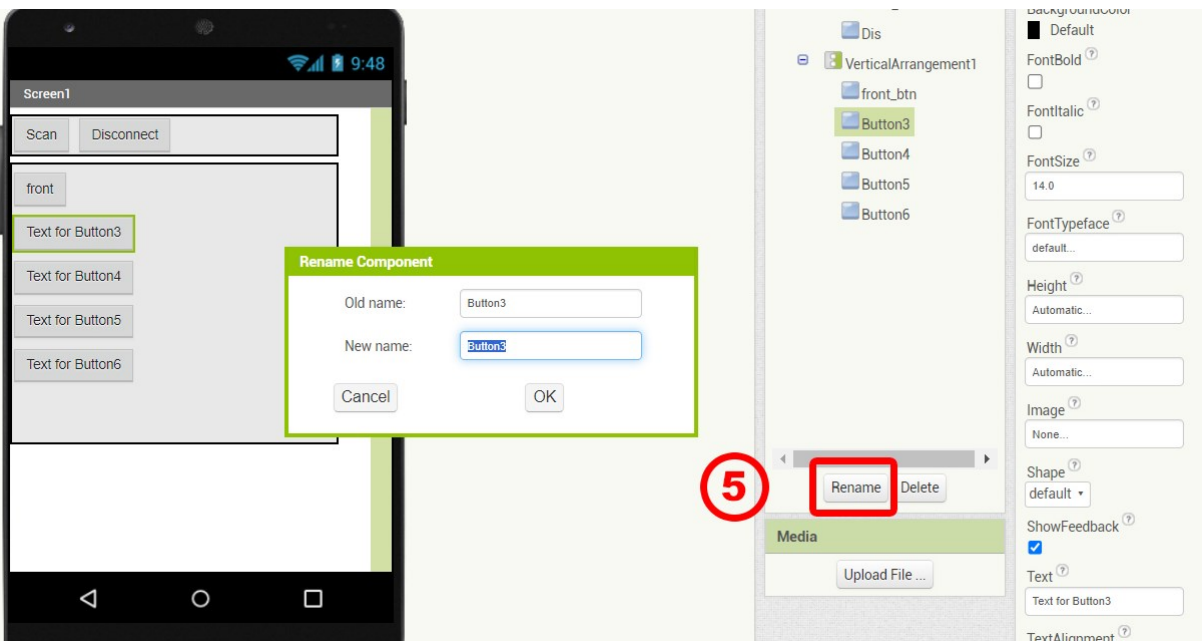 9:48
Screen1
Scan
Disconnect
front
Text for Button3
Text for Button4
Text for Button5
Text for Button6
Rename Component
Old name:
Button3
New name:
Button3
Cancel
OK
Dis
VerticalArrangement1
front_btn
Button3
Button4
Button5
Button6
5
Rename
Delete
Media
Upload File ...
BackgroundColor
Default
FontBold
?
FontItalic
?
FontSize
?
14.0
FontTypeface
?
default...
Height
?
Automatic...
Width
?
Automatic...
Image
?
None...
Shape
?
default
ShowFeedback
?
Text
?
Text for Button3
TextAlignment
?